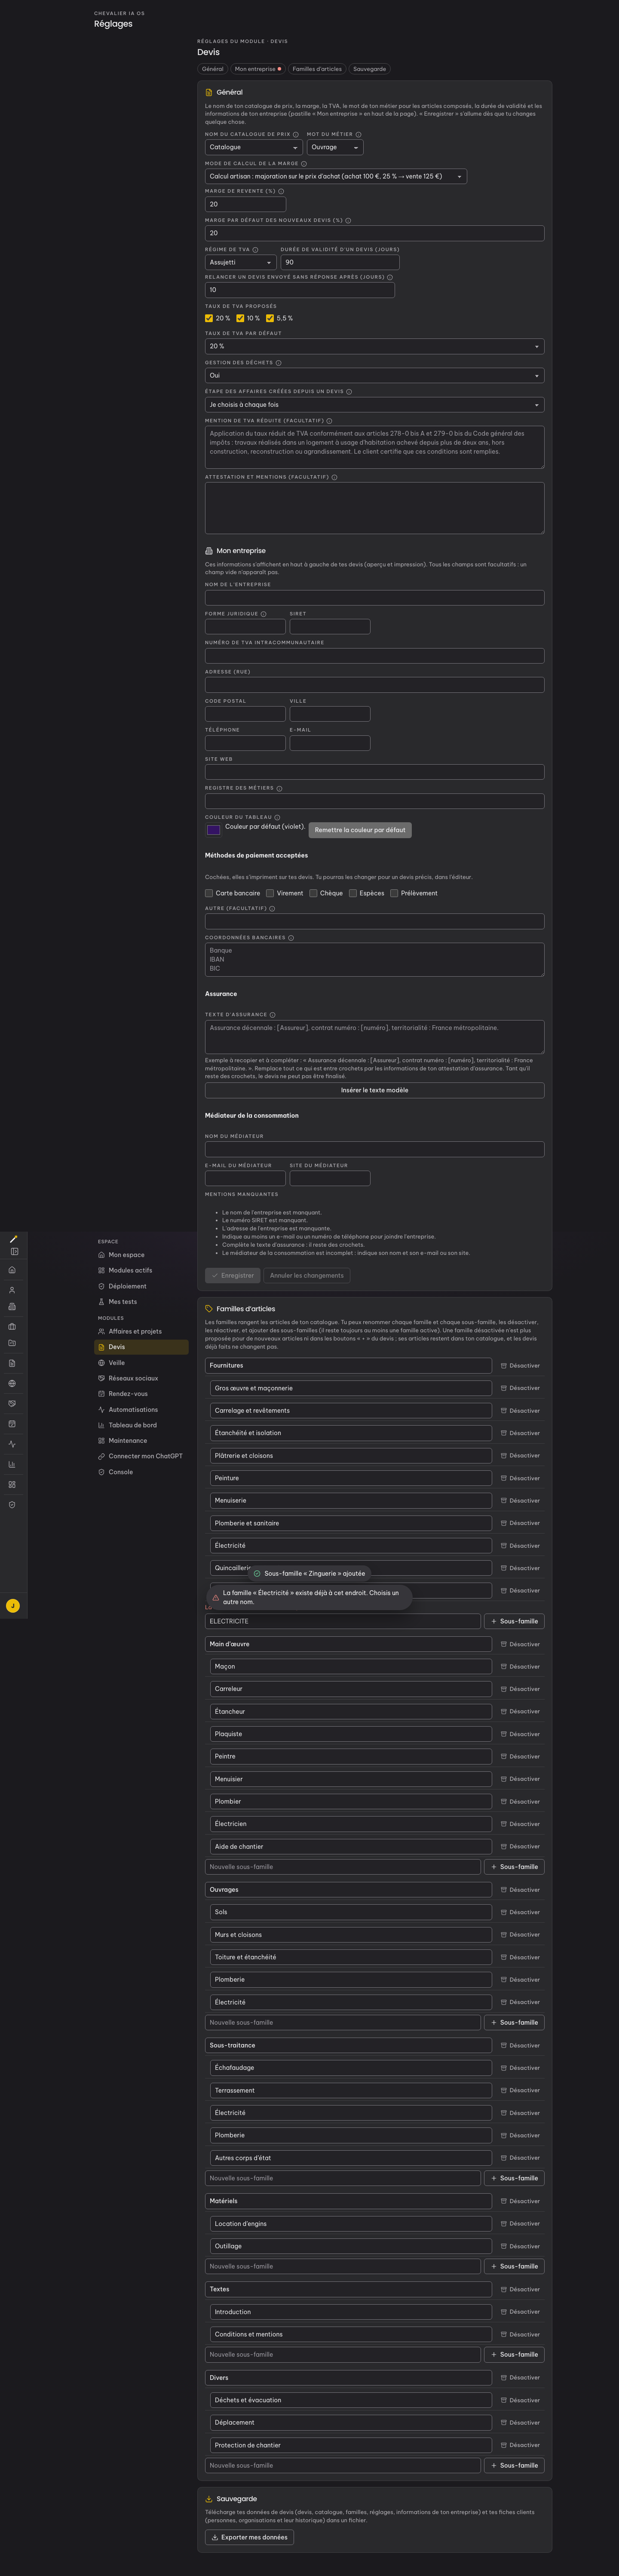 CHEVALIER IA OS
Réglages
RÉGLAGES DU MODULE · DEVIS
Devis
Général
Mon entreprise
Familles d'articles
Sauvegarde
Général
Le nom de ton catalogue de prix, la marge, la TVA, le mot de ton métier pour les articles composés, la durée de validité et les
informations de ton entreprise (pastille « Mon entreprise » en haut de la page). « Enregistrer » s'allume dès que tu changes
quelque chose.
NOM DU CATALOGUE DE PRIX
MOT DU MÉTIER
Catalogue
Ouvrage
MODE DE CALCUL DE LA MARGE
Calcul artisan : majoration sur le prix d'achat (achat 100 €, 25 % → vente 125 €)
MARGE DE REVENTE (%)
20
MARGE PAR DÉFAUT DES NOUVEAUX DEVIS (%)
20
RÉGIME DE TVA
DURÉE DE VALIDITÉ D'UN DEVIS (JOURS)
Assujetti
90
RELANCER UN DEVIS ENVOYÉ SANS RÉPONSE APRÈS (JOURS)
10
TAUX DE TVA PROPOSÉS
20 %
10 %
5,5 %
TAUX DE TVA PAR DÉFAUT
20 %
GESTION DES DÉCHETS
Oui
ÉTAPE DES AFFAIRES CRÉÉES DEPUIS UN DEVIS
Je choisis à chaque fois
MENTION DE TVA RÉDUITE (FACULTATIF)
Application du taux réduit de TVA conformément aux articles 278-0 bis A et 279-0 bis du Code général des
impôts : travaux réalisés dans un logement à usage d'habitation achevé depuis plus de deux ans, hors
construction, reconstruction ou agrandissement. Le client certifie que ces conditions sont remplies.
ATTESTATION ET MENTIONS (FACULTATIF)
Mon entreprise
Ces informations s'affichent en haut à gauche de tes devis (aperçu et impression). Tous les champs sont facultatifs : un
champ vide n'apparaît pas.
NOM DE L'ENTREPRISE
FORME JURIDIQUE
SIRET
NUMÉRO DE TVA INTRACOMMUNAUTAIRE
ADRESSE (RUE)
CODE POSTAL
VILLE
TÉLÉPHONE
E-MAIL
SITE WEB
REGISTRE DES MÉTIERS
COULEUR DU TABLEAU
Couleur par défaut (violet).
Remettre la couleur par défaut
Méthodes de paiement acceptées
Cochées, elles s'impriment sur tes devis. Tu pourras les changer pour un devis précis, dans l'éditeur.
Carte bancaire
Virement
Chèque
Espèces
Prélèvement
AUTRE (FACULTATIF)
COORDONNÉES BANCAIRES
Banque
IBAN
BIC
Assurance
TEXTE D'ASSURANCE
Assurance décennale : [Assureur], contrat numéro : [numéro], territorialité : France métropolitaine.
Exemple à recopier et à compléter : « Assurance décennale : [Assureur], contrat numéro : [numéro], territorialité : France
métropolitaine. ». Remplace tout ce qui est entre crochets par les informations de ton attestation d'assurance. Tant qu'il
reste des crochets, le devis ne peut pas être finalisé.
Insérer le texte modèle
Médiateur de la consommation
NOM DU MÉDIATEUR
E-MAIL DU MÉDIATEUR
SITE DU MÉDIATEUR
MENTIONS MANQUANTES
Le nom de l'entreprise est manquant.
Le numéro SIRET est manquant.
L'adresse de l'entreprise est manquante.
Indique au moins un e-mail ou un numéro de téléphone pour joindre l'entreprise.
Complète le texte d'assurance : il reste des crochets.
Le médiateur de la consommation est incomplet : indique son nom et son e-mail ou son site.
Enregistrer
Annuler les changements
ESPACE
Mon espace
Modules actifs
Déploiement
Mes tests
MODULES
Affaires et projets
Devis
Veille
Réseaux sociaux
Rendez-vous
Automatisations
Tableau de bord
Maintenance
Connecter mon ChatGPT
Console
J
Familles d'articles
Les familles rangent les articles de ton catalogue. Tu peux renommer chaque famille et chaque sous-famille, les désactiver,
les réactiver, et ajouter des sous-familles (il reste toujours au moins une famille active). Une famille désactivée n'est plus
proposée pour de nouveaux articles ni dans les boutons « + » du devis ; ses articles restent dans ton catalogue, et les devis
déjà faits ne changent pas.
Fournitures
Désactiver
Gros œuvre et maçonnerie
Désactiver
Carrelage et revêtements
Désactiver
Étanchéité et isolation
Désactiver
Plâtrerie et cloisons
Désactiver
Peinture
Désactiver
Menuiserie
Désactiver
Plomberie et sanitaire
Désactiver
Électricité
Désactiver
Quincaillerie
Désactiver
Sous-famille « Zinguerie » ajoutée
Désactiver
La famille « Électricité » existe déjà à cet endroit. Choisis un
autre nom.
ELECTRICITE
Sous-famille
Main d'œuvre
Désactiver
Maçon
Désactiver
Carreleur
Désactiver
Étancheur
Désactiver
Plaquiste
Désactiver
Peintre
Désactiver
Menuisier
Désactiver
Plombier
Désactiver
Électricien
Désactiver
Aide de chantier
Désactiver
Nouvelle sous-famille
Sous-famille
Ouvrages
Désactiver
Sols
Désactiver
Murs et cloisons
Désactiver
Toiture et étanchéité
Désactiver
Plomberie
Désactiver
Électricité
Désactiver
Nouvelle sous-famille
Sous-famille
Sous-traitance
Désactiver
Échafaudage
Désactiver
Terrassement
Désactiver
Électricité
Désactiver
Plomberie
Désactiver
Autres corps d'état
Désactiver
Nouvelle sous-famille
Sous-famille
Matériels
Désactiver
Location d'engins
Désactiver
Outillage
Désactiver
Nouvelle sous-famille
Sous-famille
Textes
Désactiver
Introduction
Désactiver
Conditions et mentions
Désactiver
Nouvelle sous-famille
Sous-famille
Divers
Désactiver
Déchets et évacuation
Désactiver
Déplacement
Désactiver
Protection de chantier
Désactiver
Nouvelle sous-famille
Sous-famille
Sauvegarde
Télécharge tes données de devis (devis, catalogue, familles, réglages, informations de ton entreprise) et tes fiches clients
(personnes, organisations et leur historique) dans un fichier.
Exporter mes données